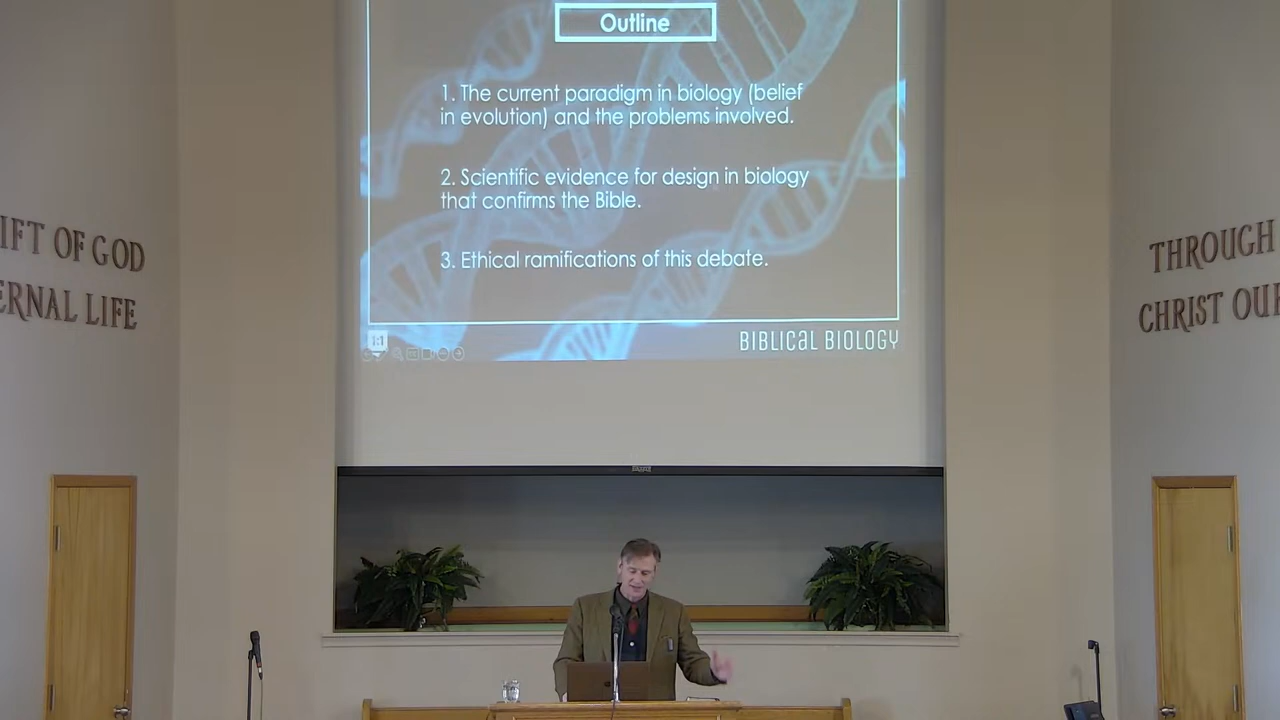 Outline
1. The current paradigm in biology (belief
in evolution) and the problems involved.
2. Scientific evidence for design in biology
that confirms the Bible.
3. Ethical ramifications of this debate.
BIBLICAL BIOLOGY
IFT OF GOD
ERNAL LIFE
THROUGH
CHRIST OUR